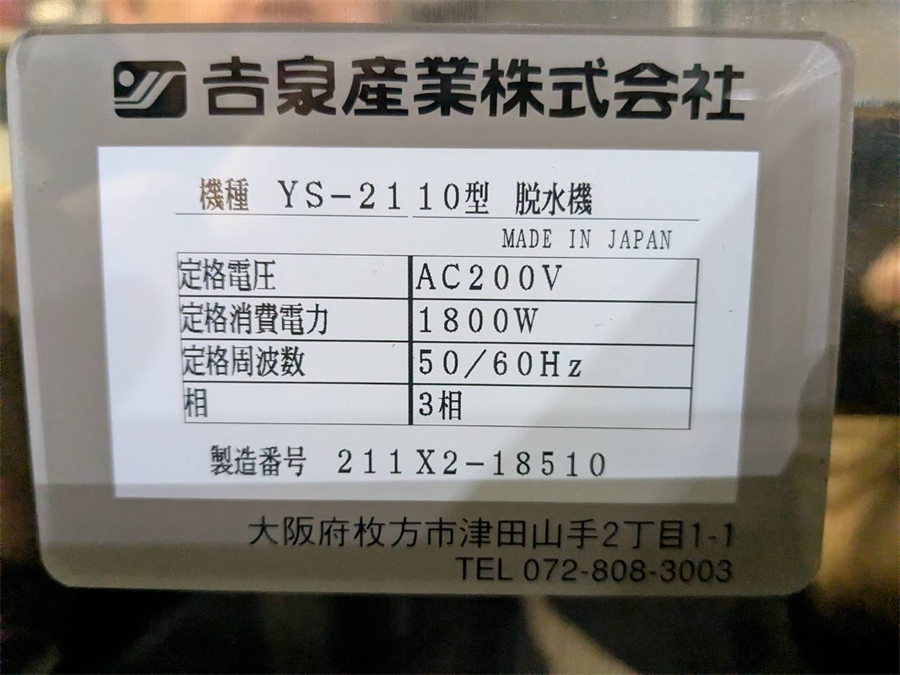 吉泉産業株式会社
機種 YS-2110型 脱水機
MADE IN JAPAN
定格電圧 AC200V
定格消費電力 1800W
定格周波数 50/60Hz
相 3相
製造番号 211X2-18510
大阪府枚方市津田山手2丁目1-1
TEL 072-808-3003